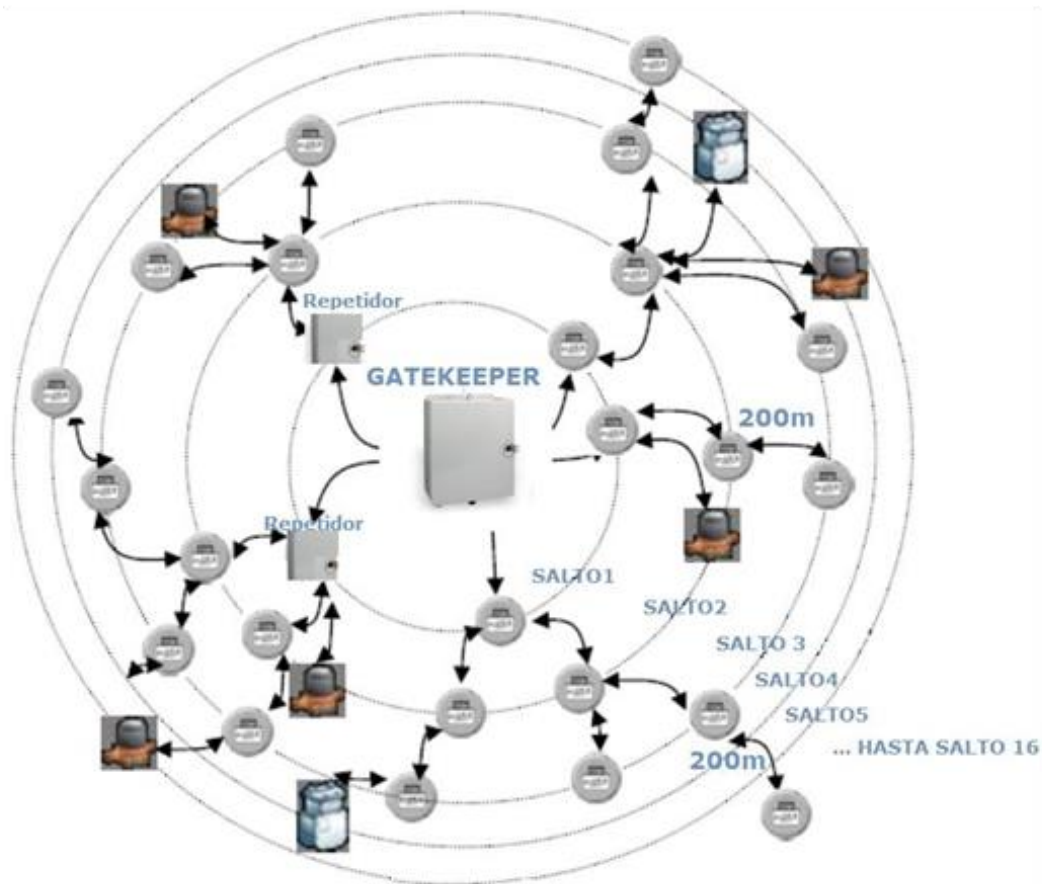 Repetidor
GATEKEEPER
200m
Repetidor
SALTO1
SALTO2
SALTO 3
SALTO4
SALTO5
... HASTA SALTO 16
200m